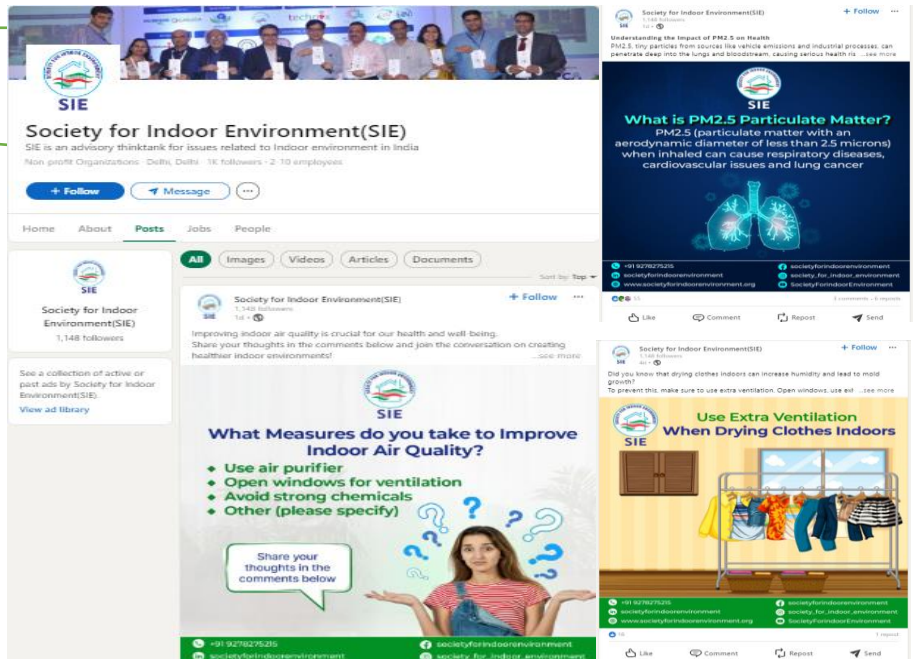 technox
SIE
Society for Indoor Environment(SIE)
SIE is an advisory thinktank for issues related to Indoor environment in India
Non-profit Organizations · Delhi, Delhi · 1K followers · 2-10 employees
+ Follow
Message
Home About Posts Jobs People
SIE
Society for Indoor
Environment(SIE)
1,148 followers
See a collection of active or
past ads by Society for Indoor
Environment(SIE).
View ad library
All Images Videos Articles Documents
Sort by: Top
Society for Indoor Environment(SIE)
1,148 followers
1d
+ Follow
Improving indoor air quality is crucial for our health and well-being.
Share your thoughts in the comments below and join the conversation on creating
healthier indoor environments!
...see more
SIE
What Measures do you take to Improve
Indoor Air Quality?
Use air purifier
Open windows for ventilation
Avoid strong chemicals
Other (please specify)
Share your
thoughts in the
comments below
+91 9278275215
societyforindoorenvironment
societyforindoorenvironment
society_for_indoor_environment
Society for Indoor Environment(SIE)
1,148 followers
+ Follow
Understanding the Impact of PM2.5 on Health
PM2.5, tiny particles from sources like vehicle emissions and industrial processes, can
penetrate deep into the lungs and bloodstream, causing serious health ris ...see more
SIE
What is PM2.5 Particulate Matter?
PM2.5 (particulate matter with an
aerodynamic diameter of less than 2.5 microns)
when inhaled can cause respiratory diseases,
cardiovascular issues and lung cancer
+91 9278275215
societyforindoorenvironment
societyforindoorenvironment
society_for_indoor_environment
www.societyforindoorenvironment.org
SocietyForIndoorEnvironment
comments · 6 reposts
Like Comment Repost Send
Society for Indoor Environment(SIE)
1,148 followers
4d
+ Follow
Did you know that drying clothes indoors can increase humidity and lead to mold
growth?
To prevent this, make sure to use extra ventilation. Open windows, use ex ...see more
SIE
Use Extra Ventilation
When Drying Clothes Indoors
+91 9278275215
societyforindoorenvironment
societyforindoorenvironment
society_for_indoor_environment
www.societyforindoorenvironment.org
SocietyForIndoorEnvironment
1 repost
Like Comment Repost Send